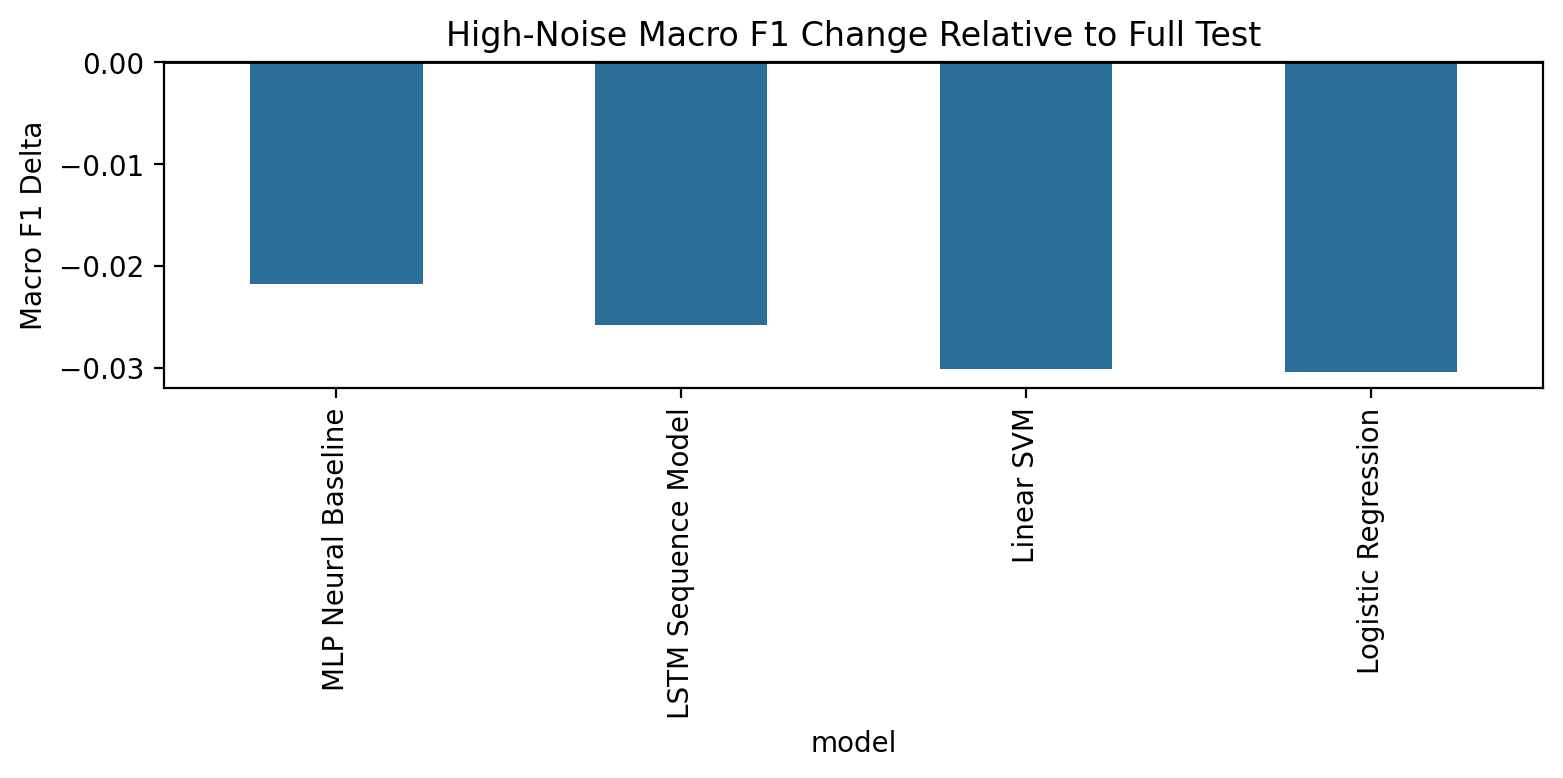 High-Noise Macro F1 Change Relative to Full Test
Macro F1 Delta
0.00
−0.01
−0.02
−0.03
MLP Neural Baseline
LSTM Sequence Model
Linear SVM
Logistic Regression
model